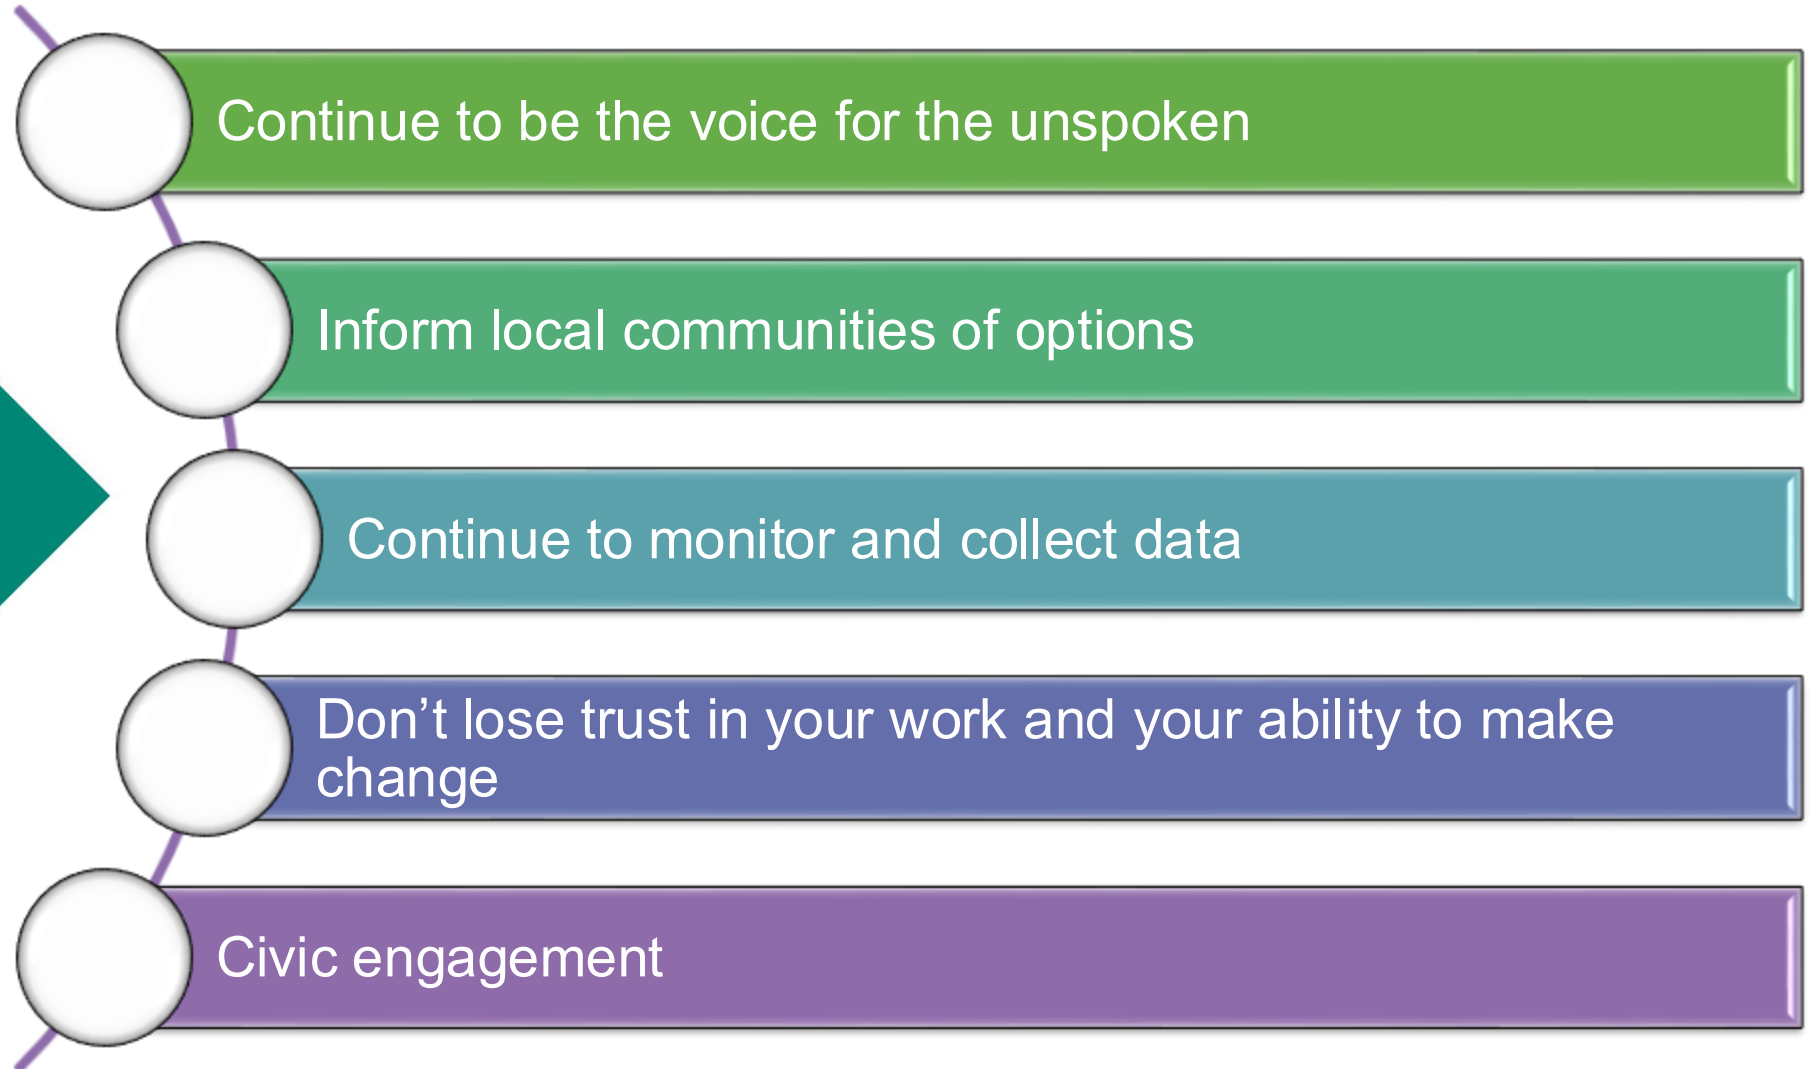 Continue to be the voice for the unspoken
Inform local communities of options
Continue to monitor and collect data
Don’t lose trust in your work and your ability to make
change
Civic engagement